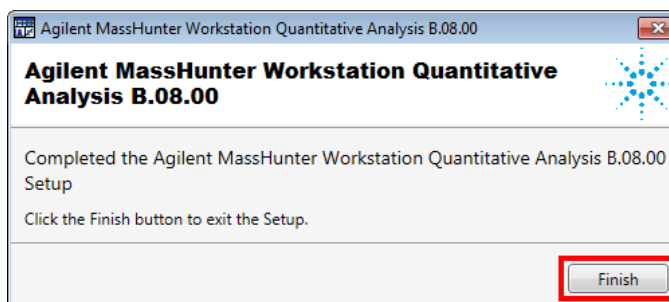 Agilent MassHunter Workstation Quantitative Analysis B.08.00
Agilent MassHunter Workstation Quantitative
Analysis B.08.00
Completed the Agilent MassHunter Workstation Quantitative Analysis B.08.00
Setup
Click the Finish button to exit the Setup.
Finish